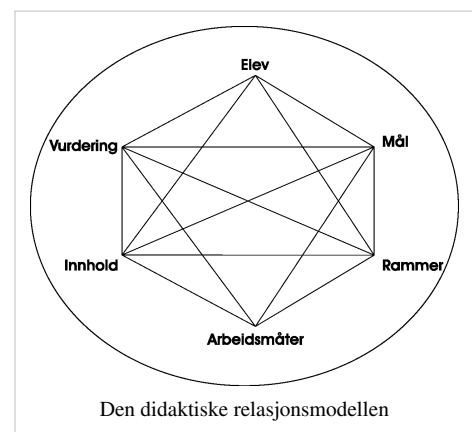 Elev
Vurdering
Mål
Innhold
Rammer
Arbeidsmåter
Den didaktiske relasjonsmodellen